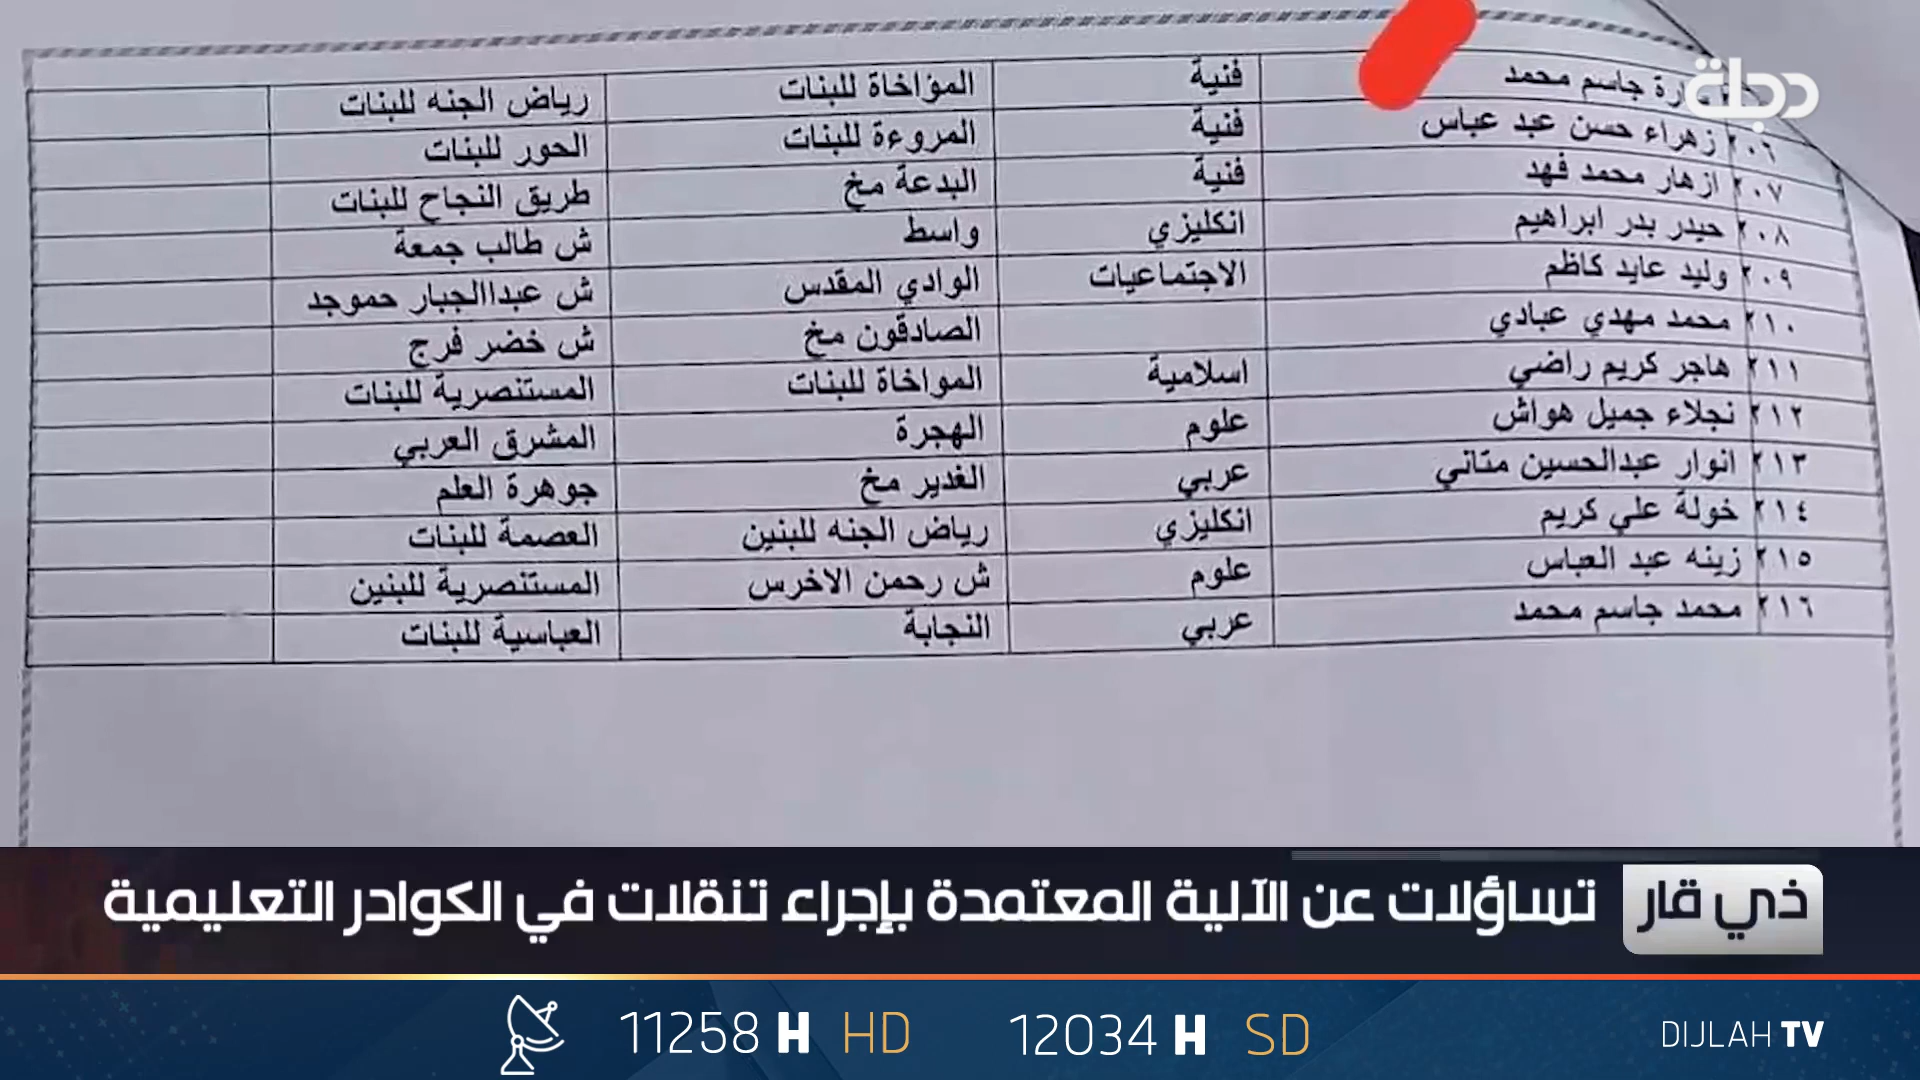 دجلة
جاسم محمد فنية المؤاخاة للبنات رياض الجنه للبنات
٢٠٦ زهراء حسن عبد عباس فنية المروءة للبنات الحور للبنات
٢٠٧ ازهار محمد فهد فنية البدعة مخ طريق النجاح للبنات
٢٠٨ حيدر بدر ابراهيم انكليزي واسط ش طالب جمعة
٢٠٩ وليد عايد كاظم الاجتماعيات الوادي المقدس ش عبداالجبار حموجد
٢١٠ محمد مهدي عبادي الصادقون مخ ش خضر فرج
٢١١ هاجر كريم راضي اسلامية المواخاة للبنات المستنصرية للبنات
٢١٢ نجلاء جميل هواش علوم الهجرة المشرق العربي
٢١٣ انوار عبدالحسين متاني عربي الغدير مخ جوهرة العلم
٢١٤ خولة علي كريم انكليزي رياض الجنه للبنين العصمة للبنات
٢١٥ زينه عبد العباس علوم ش رحمن الاخرس المستنصرية للبنين
٢١٦ محمد جاسم محمد عربي النجابة العباسية للبنات
ذي قار تساؤلات عن الآلية المعتمدة بإجراء تنقلات في الكوادر التعليمية
11258 H HD 12034 H SD DIJLAH TV